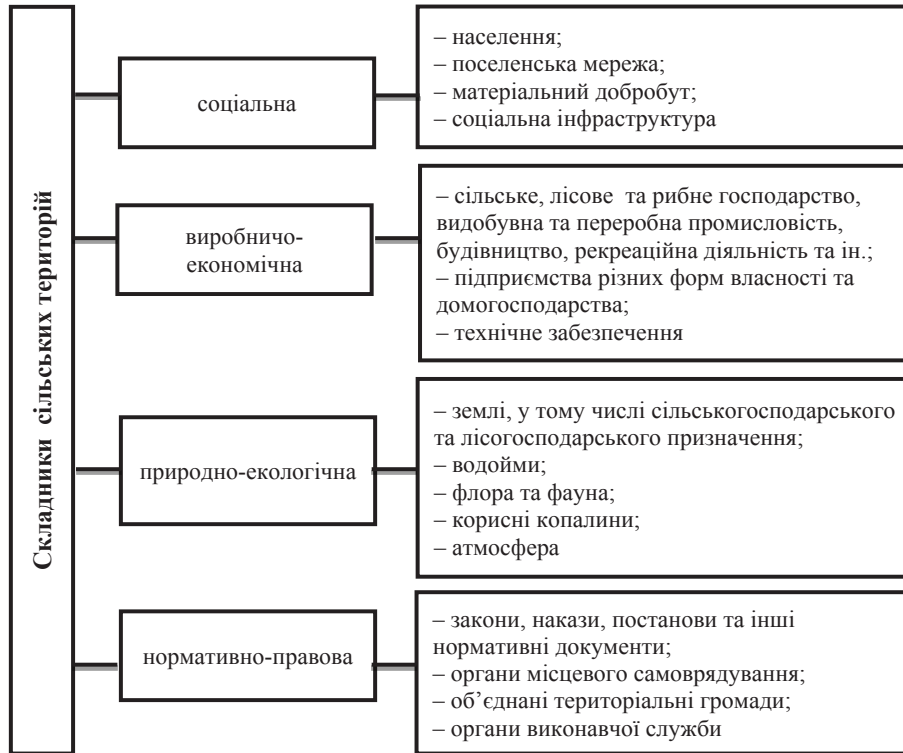 Складники сільських територій
соціальна
– населення;
– поселенська мережа;
– матеріальний добробут;
– соціальна інфраструктура
виробничо-
економічна
– сільське, лісове та рибне господарство,
видобувна та переробна промисловість,
будівництво, рекреаційна діяльність та ін.;
– підприємства різних форм власності та
домогосподарства;
– технічне забезпечення
природно-екологічна
– землі, у тому числі сільськогосподарського
та лісогосподарського призначення;
– водойми;
– флора та фауна;
– корисні копалини;
– атмосфера
нормативно-правова
– закони, накази, постанови та інші
нормативні документи;
– органи місцевого самоврядування;
– об’єднані територіальні громади;
– органи виконавчої служби